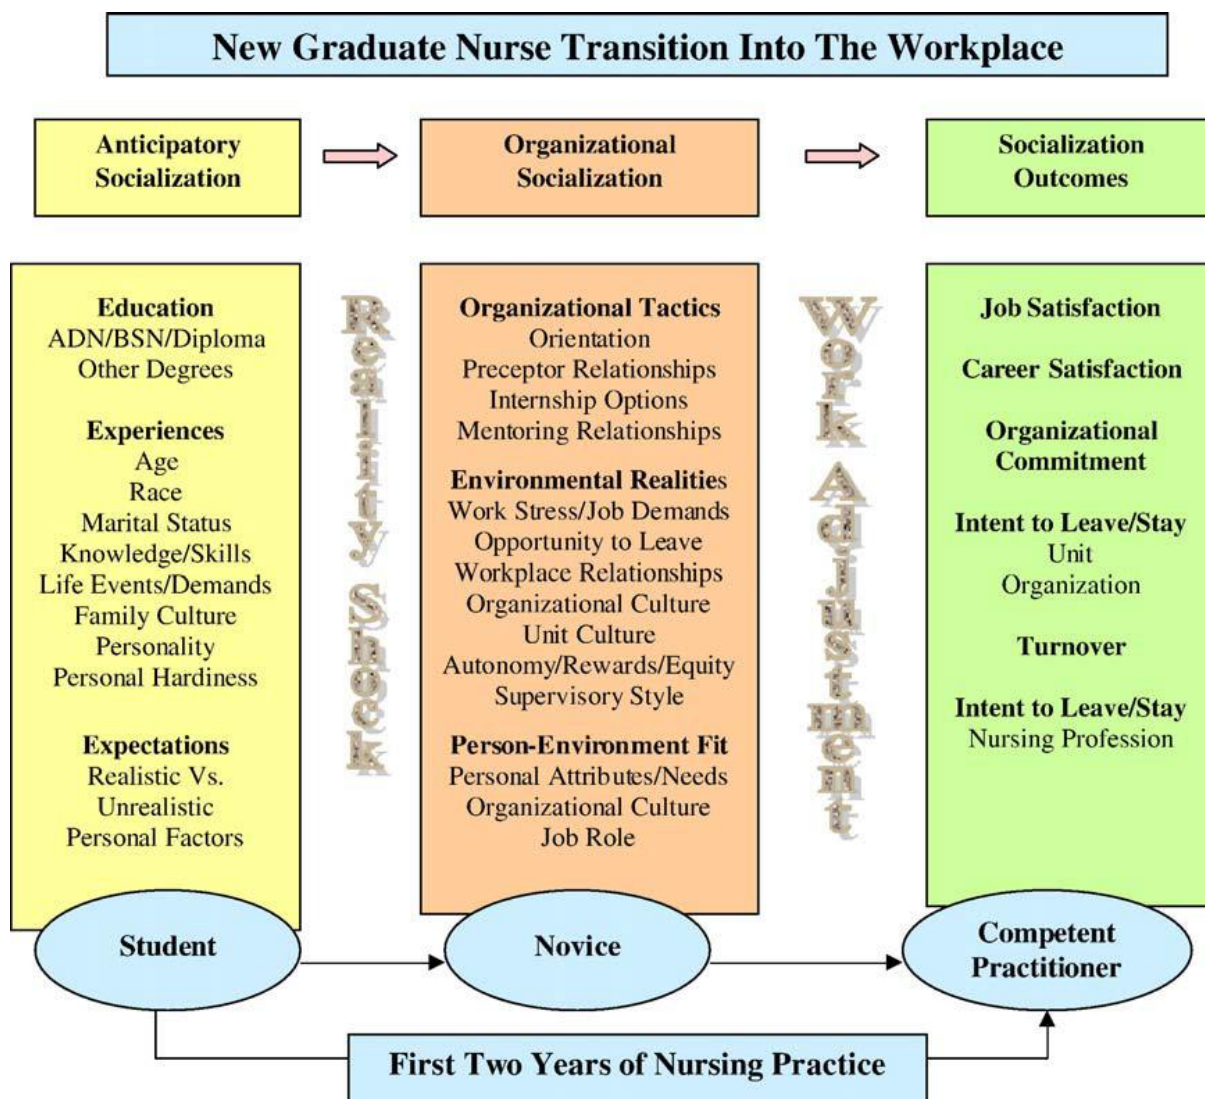 New Graduate Nurse Transition Into The Workplace
Anticipatory
Socialization
Organizational
Socialization
Socialization
Outcomes
Education
ADN/BSN/Diploma
Other Degrees
Experiences
Age
Race
Marital Status
Knowledge/Skills
Life Events/Demands
Family Culture
Personality
Personal Hardiness
Expectations
Realistic Vs.
Unrealistic
Personal Factors
Reality Shock
Organizational Tactics
Orientation
Preceptor Relationships
Internship Options
Mentoring Relationships
Environmental Realities
Work Stress/Job Demands
Opportunity to Leave
Workplace Relationships
Organizational Culture
Unit Culture
Autonomy/Rewards/Equity
Supervisory Style
Person-Environment Fit
Personal Attributes/Needs
Organizational Culture
Job Role
Work Adjustment
Job Satisfaction
Career Satisfaction
Organizational
Commitment
Intent to Leave/Stay
Unit
Organization
Turnover
Intent to Leave/Stay
Nursing Profession
Student
Novice
Competent
Practitioner
First Two Years of Nursing Practice